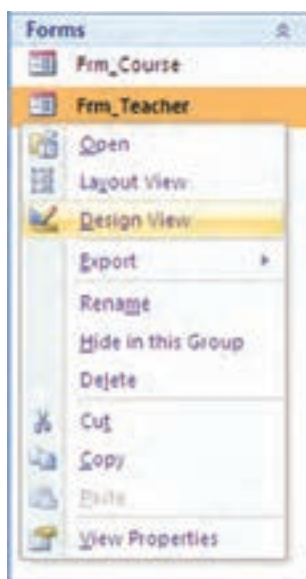 Forms
Frm_Course
Frm_Teacher
Open
Layout View
Design View
Export
Rename
Hide in this Group
Delete
Cut
Copy
Paste
View Properties